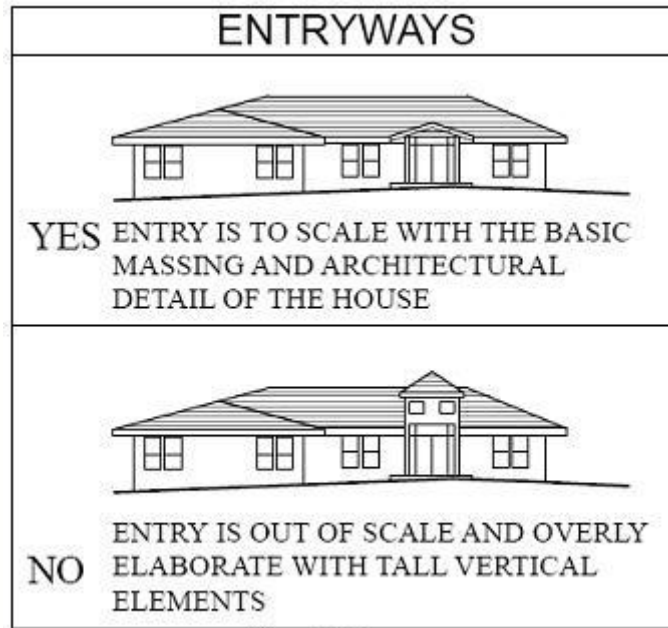 ENTRYWAYS
YES ENTRY IS TO SCALE WITH THE BASIC
MASSING AND ARCHITECTURAL
DETAIL OF THE HOUSE
ENTRY IS OUT OF SCALE AND OVERLY
NO ELABORATE WITH TALL VERTICAL
ELEMENTS